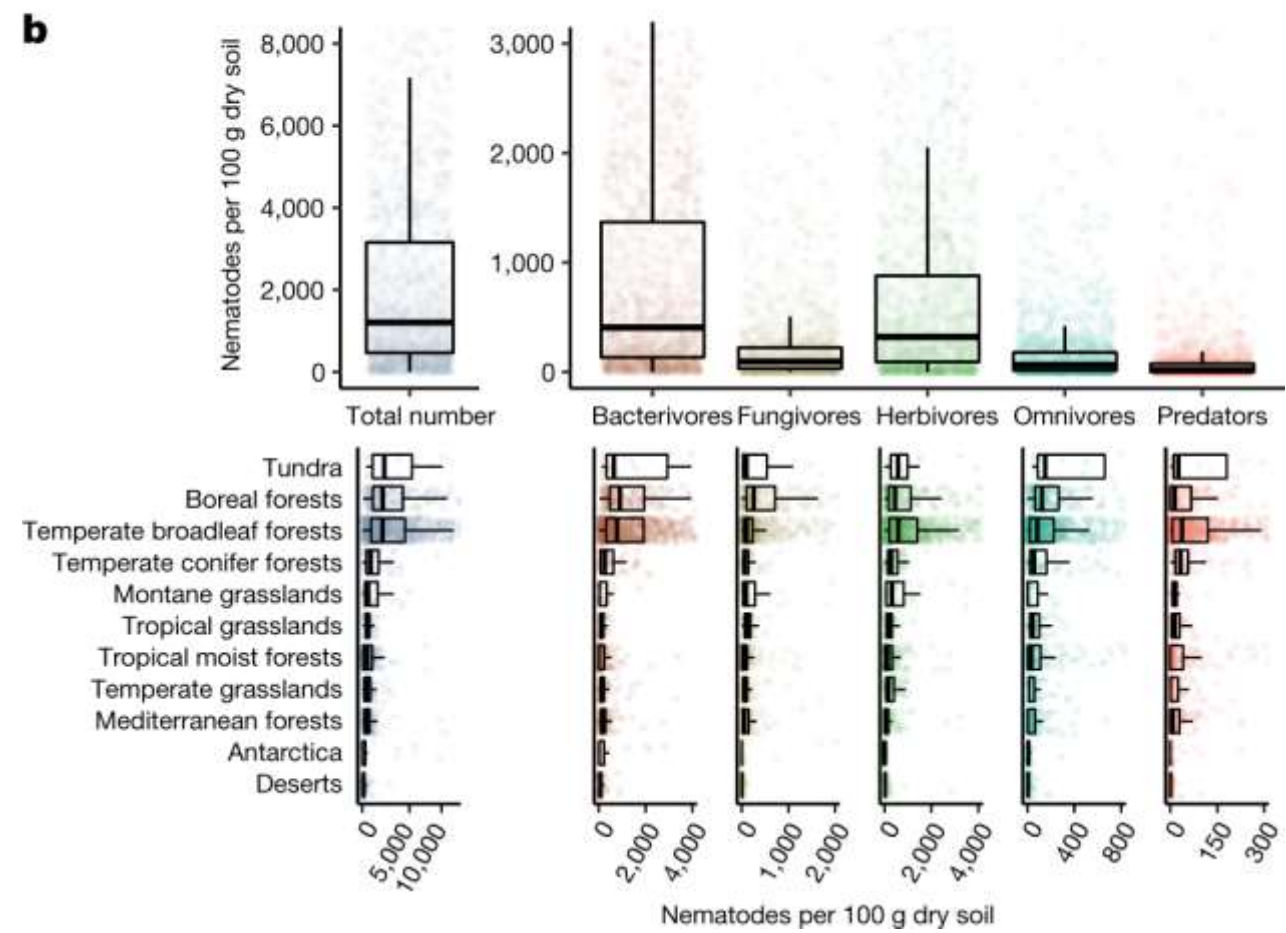 b
Nematodes per 100 g dry soil
8,000
6,000
4,000
2,000
0
3,000
2,000
1,000
0
Total number
Bacterivores Fungivores Herbivores Omnivores Predators
Tundra
Boreal forests
Temperate broadleaf forests
Temperate conifer forests
Montane grasslands
Tropical grasslands
Tropical moist forests
Temperate grasslands
Mediterranean forests
Antarctica
Deserts
0 5,000 10,000
0 2,000 4,000
0 1,000 2,000
0 2,000 4,000
0 400 800
0 150 300
Nematodes per 100 g dry soil